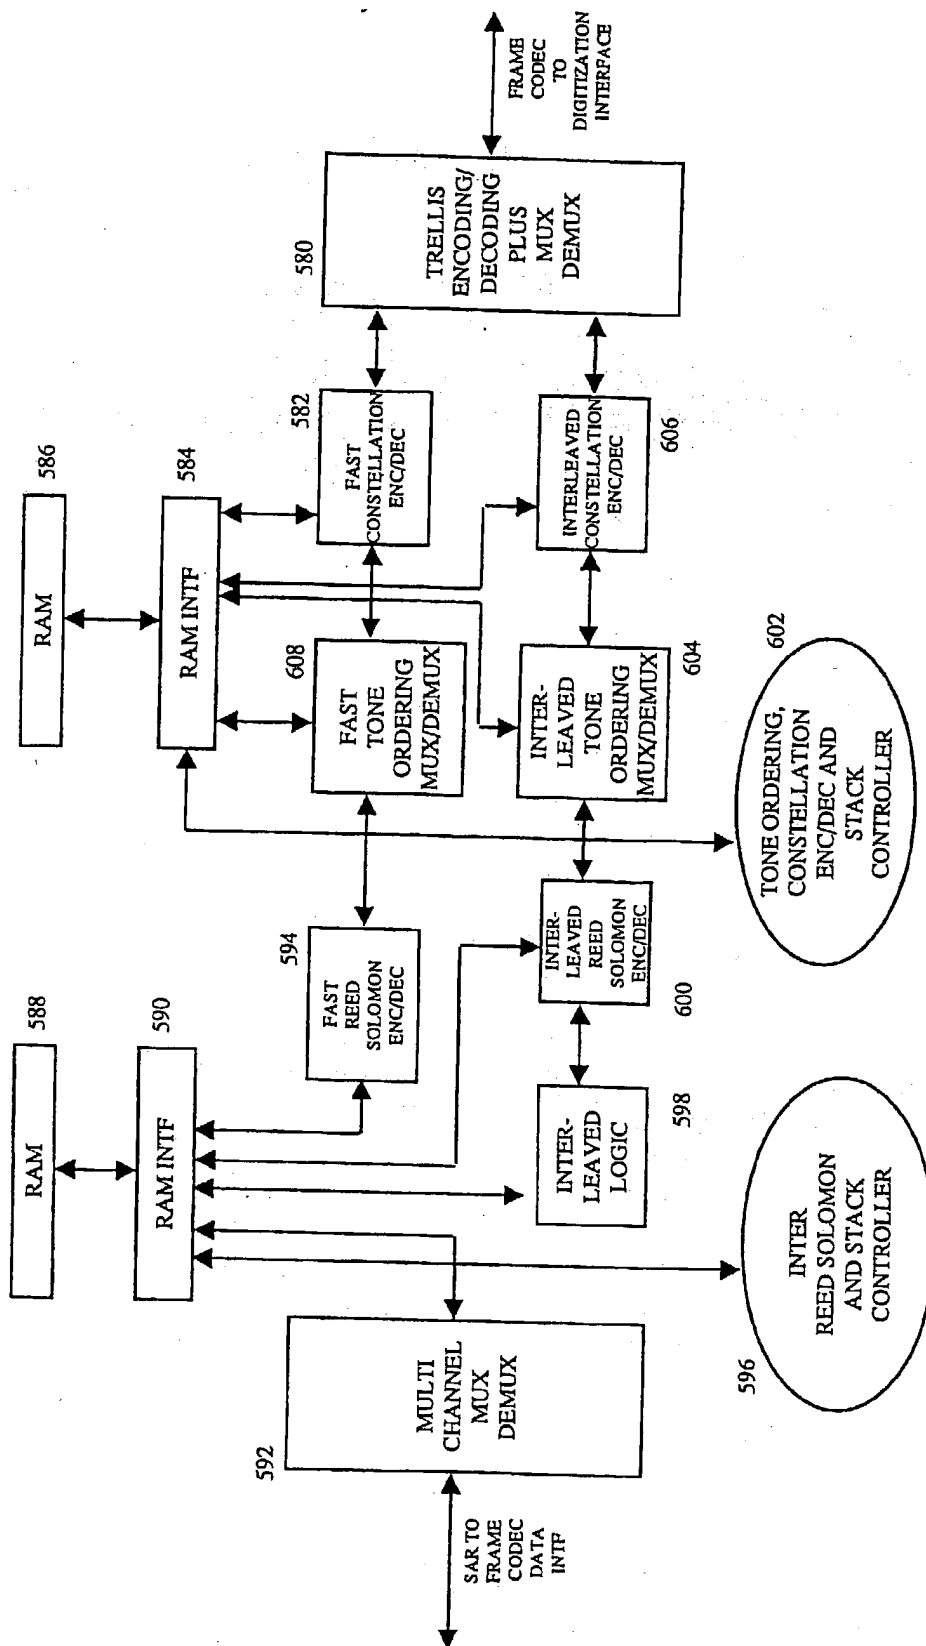 RAM
588
RAM
586
RAM INTF
590
RAM INTF
584
MULTI
CHANNEL
MUX
DEMUX
592
FAST
REED
SOLOMON
ENC/DEC
594
FAST
TONE
ORDERING
MUX/DEMUX
608
FAST
CONSTELLATION
ENC/DEC
582
TRELLIS
ENCODING/
DECODING
PLUS
MUX
DEMUX
580
SAR TO
FRAME
CODEC
DATA
INTF
FRAME
CODEC
TO
DIGITIZATION
INTERFACE
INTER-
LEAVED
LOGIC
598
INTER-
LEAVED
REED
SOLOMON
ENC/DEC
600
INTER-
LEAVED
TONE
ORDERING
MUX/DEMUX
604
INTERLEAVED
CONSTELLATION
ENC/DEC
606
596
INTER
REED SOLOMON
AND STACK
CONTROLLER
602
TONE ORDERING,
CONSTELLATION
ENC/DEC AND
STACK
CONTROLLER